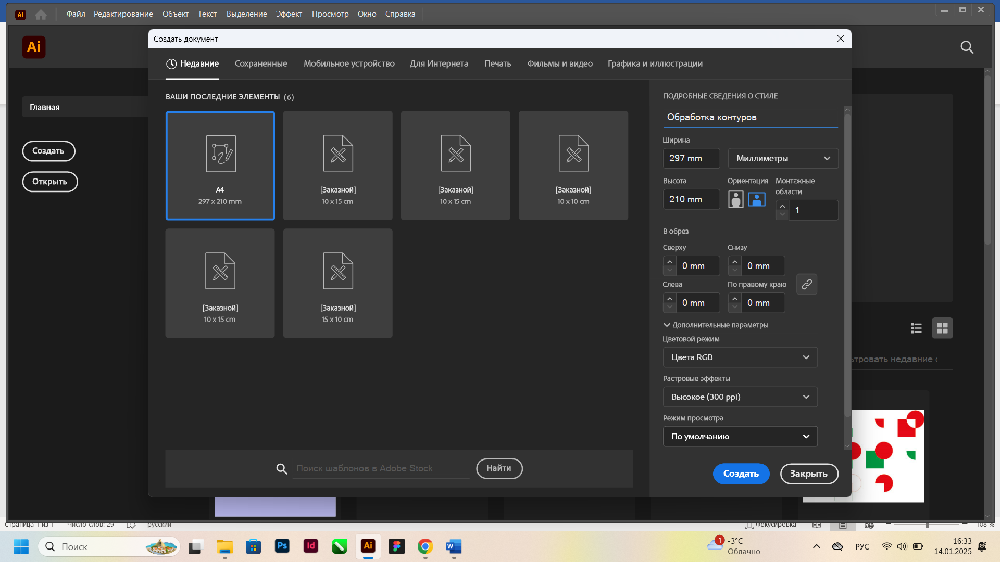 Ai
Файл Редактирование Объект Текст Выделение Эффект Просмотр Окно Справка
Ai
Создать документ
Недавние Сохраненные Мобильное устройство Для Интернета Печать Фильмы и видео Графика и иллюстрации
Главная
Создать
Открыть
ВАШИ ПОСЛЕДНИЕ ЭЛЕМЕНТЫ (6)
A4
297 x 210 mm
[Заказной]
10 x 15 cm
[Заказной]
10 x 15 cm
[Заказной]
10 x 10 cm
[Заказной]
10 x 15 cm
[Заказной]
15 x 10 cm
Поиск шаблонов в Adobe Stock
Найти
ПОДРОБНЫЕ СВЕДЕНИЯ О СТИЛЕ
Обработка контуров
Ширина
297 mm Миллиметры
Высота Ориентация Монтажные области
210 mm 1
В обрез
Сверху Снизу
0 mm 0 mm
Слева По правому краю
0 mm 0 mm
Дополнительные параметры
Цветовой режим
Цвета RGB
Растровые эффекты
Высокое (300 ppi)
Режим просмотра
По умолчанию
Создать Закрыть
ьтровать недавние
Страница 1 из 1 Число слов: 29 русский Фокусировка 108 %
Поиск
Ps Id Ai W
1 -3°C
Облачно
РУС
16:33
14.01.2025